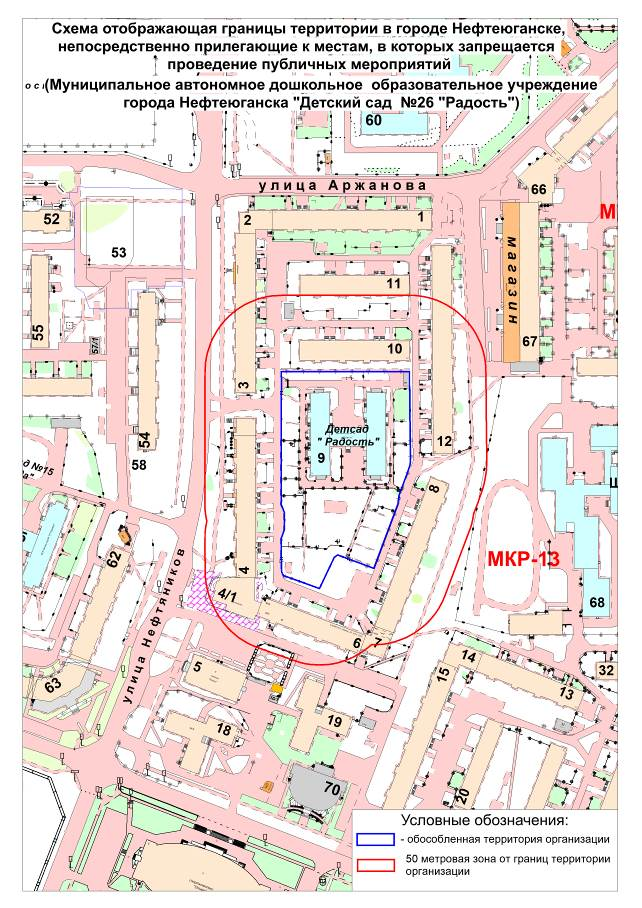 Схема отображающая границы территории в городе Нефтеюганске,
непосредственно прилегающие к местам, в которых запрещается
проведение публичных мероприятий
(Муниципальное автономное дошкольное образовательное учреждение
города Нефтеюганска "Детский сад №26 "Радость")
60
улица Аржанова
66
52
2
1
53
магазин
11
55
57/1
10
67
3
54
12
Детсад
"Радость"
9
58
8
62
4
МКР-13
4/1
68
улица Нефтяников
6
7
5
14
15
13
32
63
19
18
70
20
Условные обозначения:
- обособленная территория организации
50 метровая зона от границ территории
организации